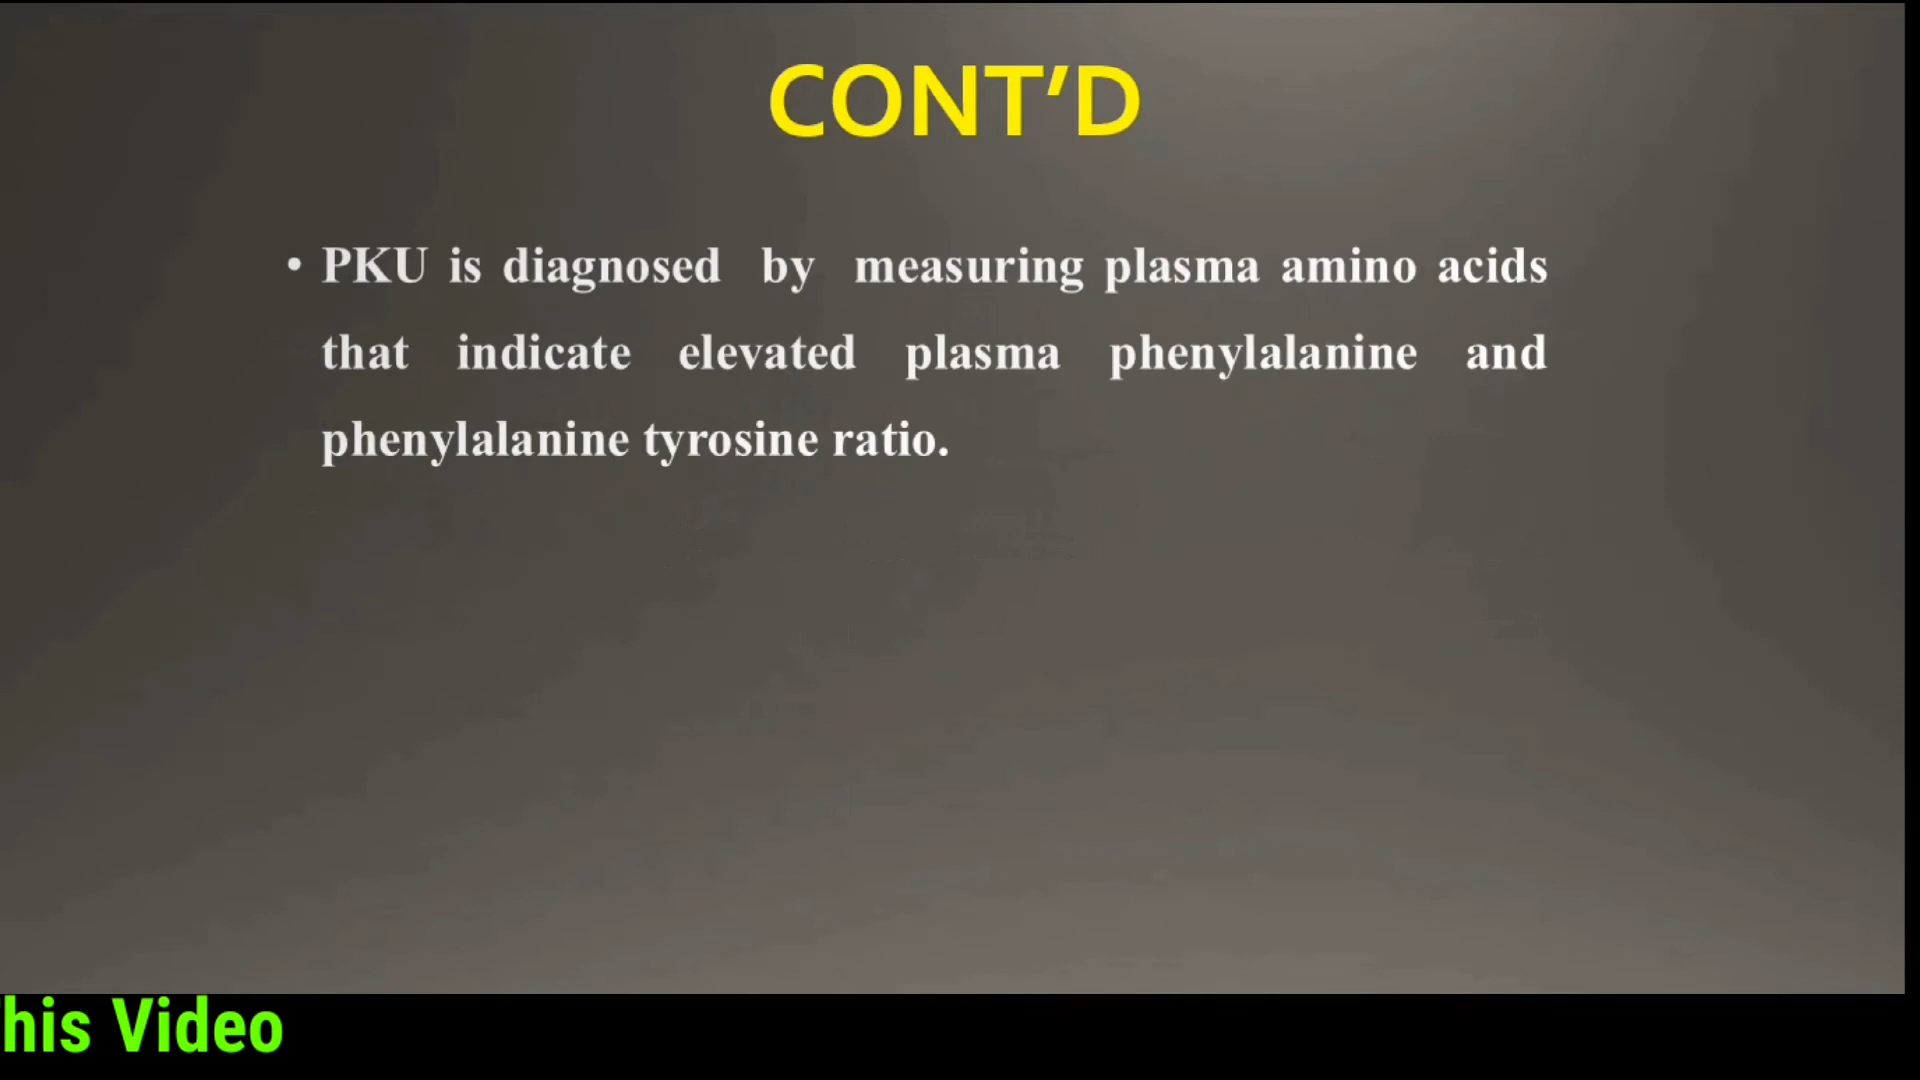 CONT’D
• PKU is diagnosed by measuring plasma amino acids
that indicate elevated plasma phenylalanine and
phenylalanine tyrosine ratio.
his Video